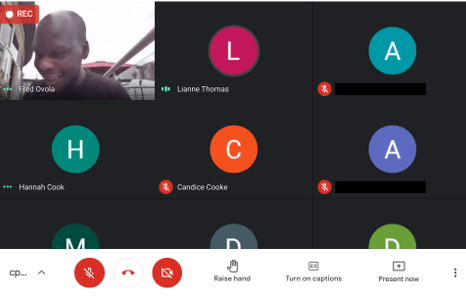 REC
L
A
Fred Ovola
Lianne Thomas
H
C
A
Hannah Cook
Candice Cooke
M
D
D
cp...
Raise hand
Turn on captions
Present now